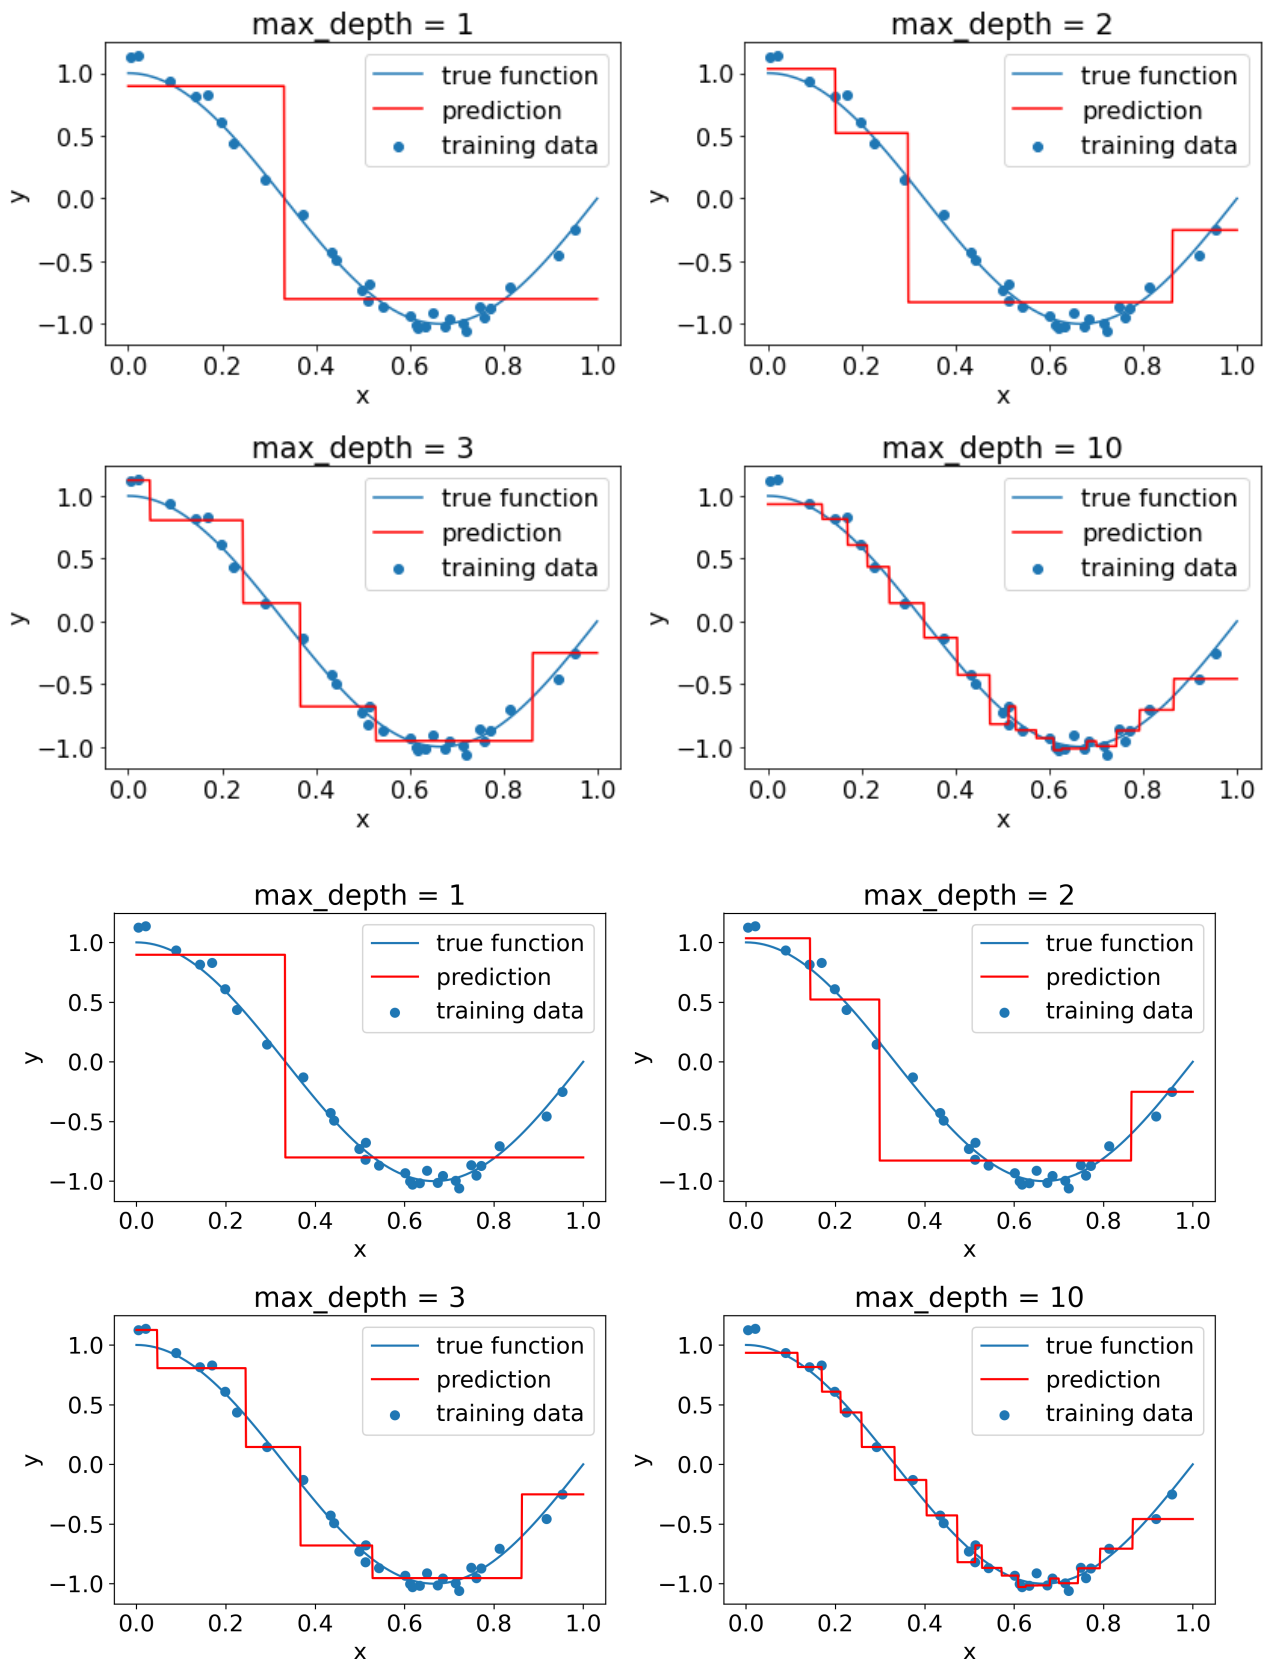 max_depth = 1
true function
prediction
training data
y
1.0
0.5
0.0
−0.5
−1.0
0.0 0.2 0.4 0.6 0.8 1.0
x
max_depth = 2
true function
prediction
training data
y
1.0
0.5
0.0
−0.5
−1.0
0.0 0.2 0.4 0.6 0.8 1.0
x
max_depth = 3
true function
prediction
training data
y
1.0
0.5
0.0
−0.5
−1.0
0.0 0.2 0.4 0.6 0.8 1.0
x
max_depth = 10
true function
prediction
training data
y
1.0
0.5
0.0
−0.5
−1.0
0.0 0.2 0.4 0.6 0.8 1.0
x
max_depth = 1
true function
prediction
training data
y
1.0
0.5
0.0
−0.5
−1.0
0.0 0.2 0.4 0.6 0.8 1.0
x
max_depth = 2
true function
prediction
training data
y
1.0
0.5
0.0
−0.5
−1.0
0.0 0.2 0.4 0.6 0.8 1.0
x
max_depth = 3
true function
prediction
training data
y
1.0
0.5
0.0
−0.5
−1.0
0.0 0.2 0.4 0.6 0.8 1.0
x
max_depth = 10
true function
prediction
training data
y
1.0
0.5
0.0
−0.5
−1.0
0.0 0.2 0.4 0.6 0.8 1.0
x